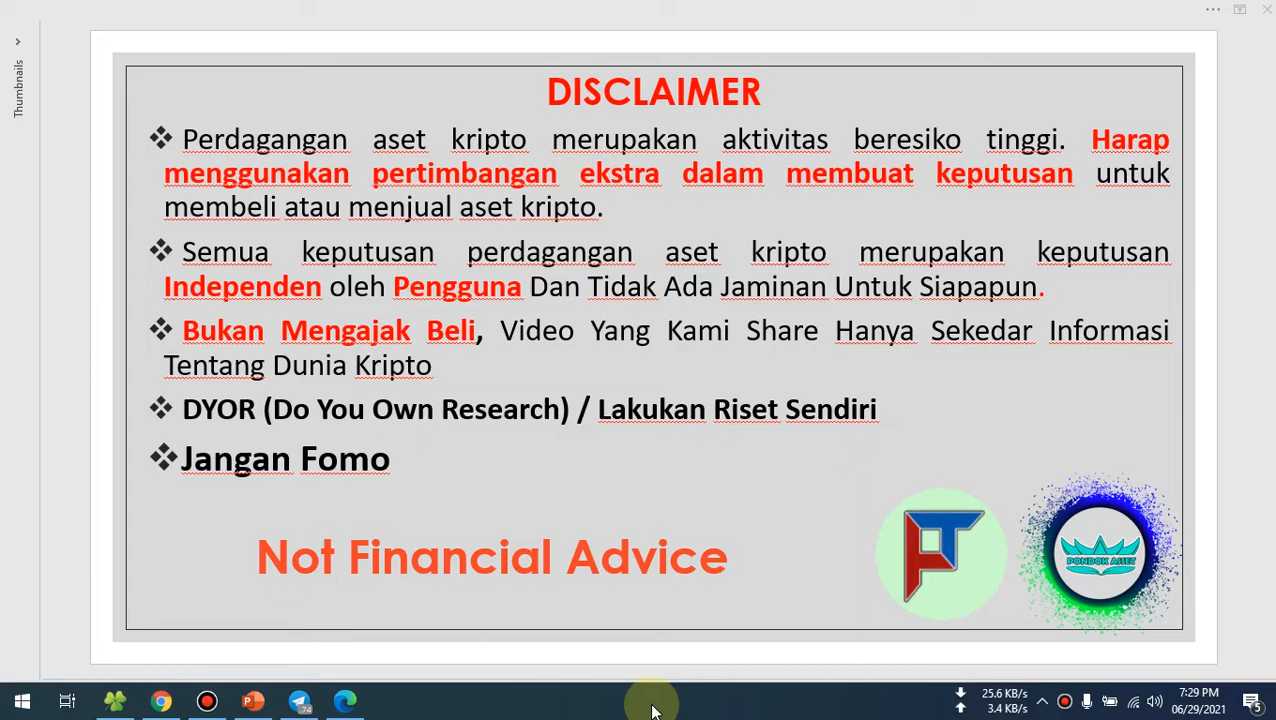 Thumbnails
DISCLAIMER
❖ Perdagangan aset kripto merupakan aktivitas beresiko tinggi. Harap
menggunakan pertimbangan ekstra dalam membuat keputusan untuk
membeli atau menjual aset kripto.
❖ Semua keputusan perdagangan aset kripto merupakan keputusan
Independen oleh Pengguna Dan Tidak Ada Jaminan Untuk Siapapun.
❖ Bukan Mengajak Beli, Video Yang Kami Share Hanya Sekedar Informasi
Tentang Dunia Kripto
❖ DYOR (Do You Own Research) / Lakukan Riset Sendiri
❖ Jangan Fomo
Not Financial Advice
PT
PONDOK ASSET
74
25.6 KB/s
3.4 KB/s
7:29 PM
06/29/2021
5